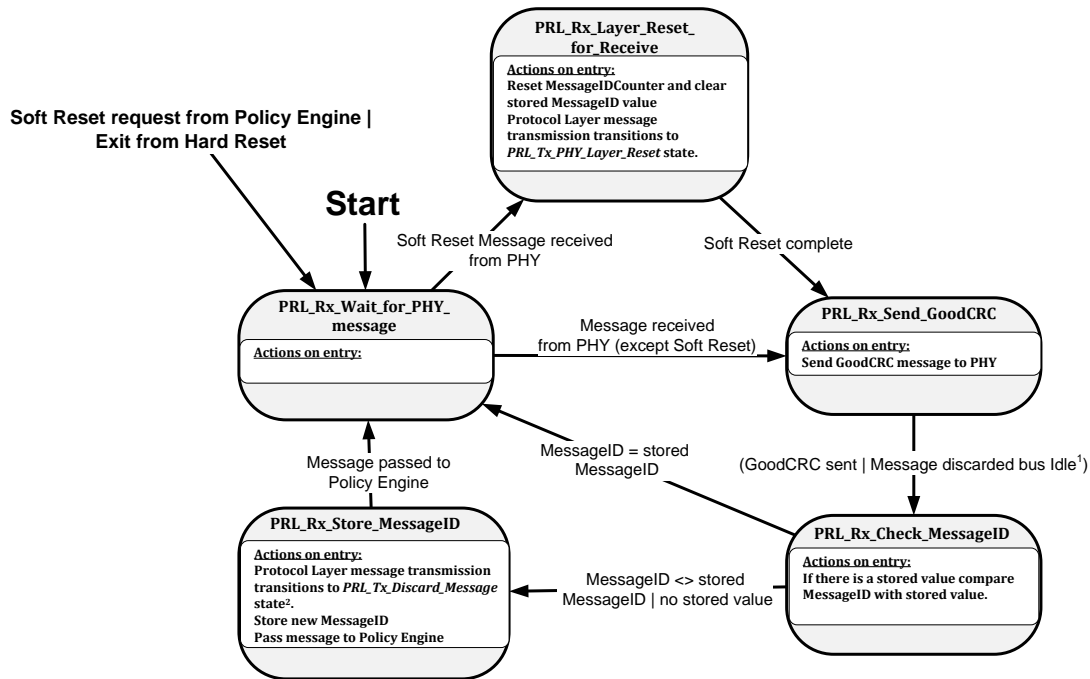 PRL_Rx_Layer_Reset_
for_Receive
Actions on entry:
Reset MessageIDCounter and clear
stored MessageID value
Protocol Layer message
transmission transitions to
PRL_Tx_PHY_Layer_Reset state.
Soft Reset request from Policy Engine |
Exit from Hard Reset
Start
Soft Reset Message received
from PHY
Soft Reset complete
PRL_Rx_Wait_for_PHY_
message
Actions on entry:
Message received
from PHY (except Soft Reset)
PRL_Rx_Send_GoodCRC
Actions on entry:
Send GoodCRC message to PHY
MessageID = stored
MessageID
(GoodCRC sent | Message discarded bus Idle¹)
Message passed to
Policy Engine
PRL_Rx_Store_MessageID
Actions on entry:
Protocol Layer message transmission
transitions to PRL_Tx_Discard_Message
state².
Store new MessageID
Pass message to Policy Engine
MessageID <> stored
MessageID | no stored value
PRL_Rx_Check_MessageID
Actions on entry:
If there is a stored value compare
MessageID with stored value.